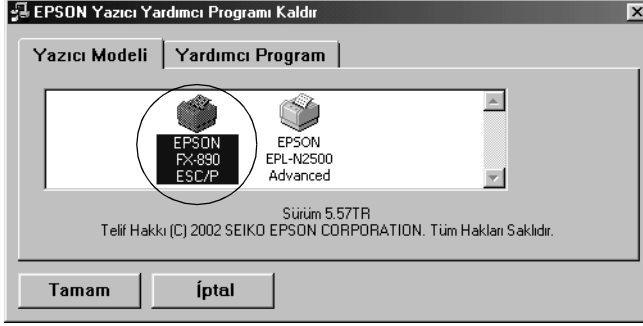 EPSON Yazıcı Yardımcı Programı Kaldır
Yazıcı Modeli
Yardımcı Program
EPSON
FX-890
ESC/P
EPSON
EPL-N2500
Advanced
Sürüm 5.57TR
Telif Hakkı (C) 2002 SEIKO EPSON CORPORATION. Tüm Hakları Saklıdır.
Tamam
İptal